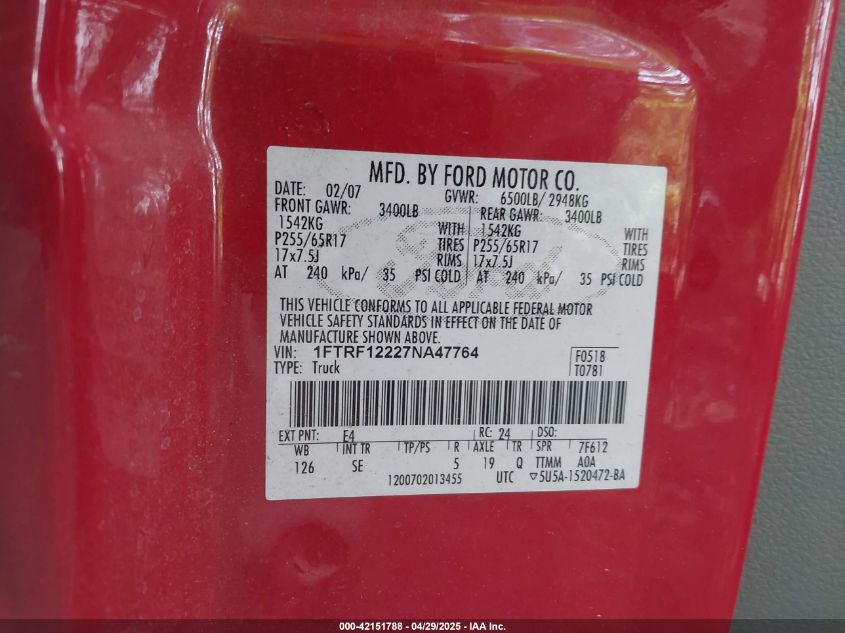 MFD. BY FORD MOTOR CO.
DATE: 02/07 GVWR: 6500LB/ 2948KG
FRONT GAWR: 3400LB REAR GAWR: 3400LB
1542KG WITH 1542KG WITH
P255/65R17 TIRES P255/65R17 TIRES
17x7.5J RIMS 17x7.5J RIMS
AT 240 kPa/ 35 PSI COLD AT 240 kPa/ 35 PSI COLD
Ford
THIS VEHICLE CONFORMS TO ALL APPLICABLE FEDERAL MOTOR
VEHICLE SAFETY STANDARDS IN EFFECT ON THE DATE OF
MANUFACTURE SHOWN ABOVE.
VIN: 1FTRF12227NA47764 F0518
TYPE: Truck T0781
EXT PNT: E4 RC: 24 DSO:
WB INT TR TP/PS R AXLE TR SPR 7F612
126 SE 5 19 Q TTMM A0A
1200702013455 UTC ▽5U5A-1520472-BA
000-42151788 - 04/29/2025 - IAA Inc.